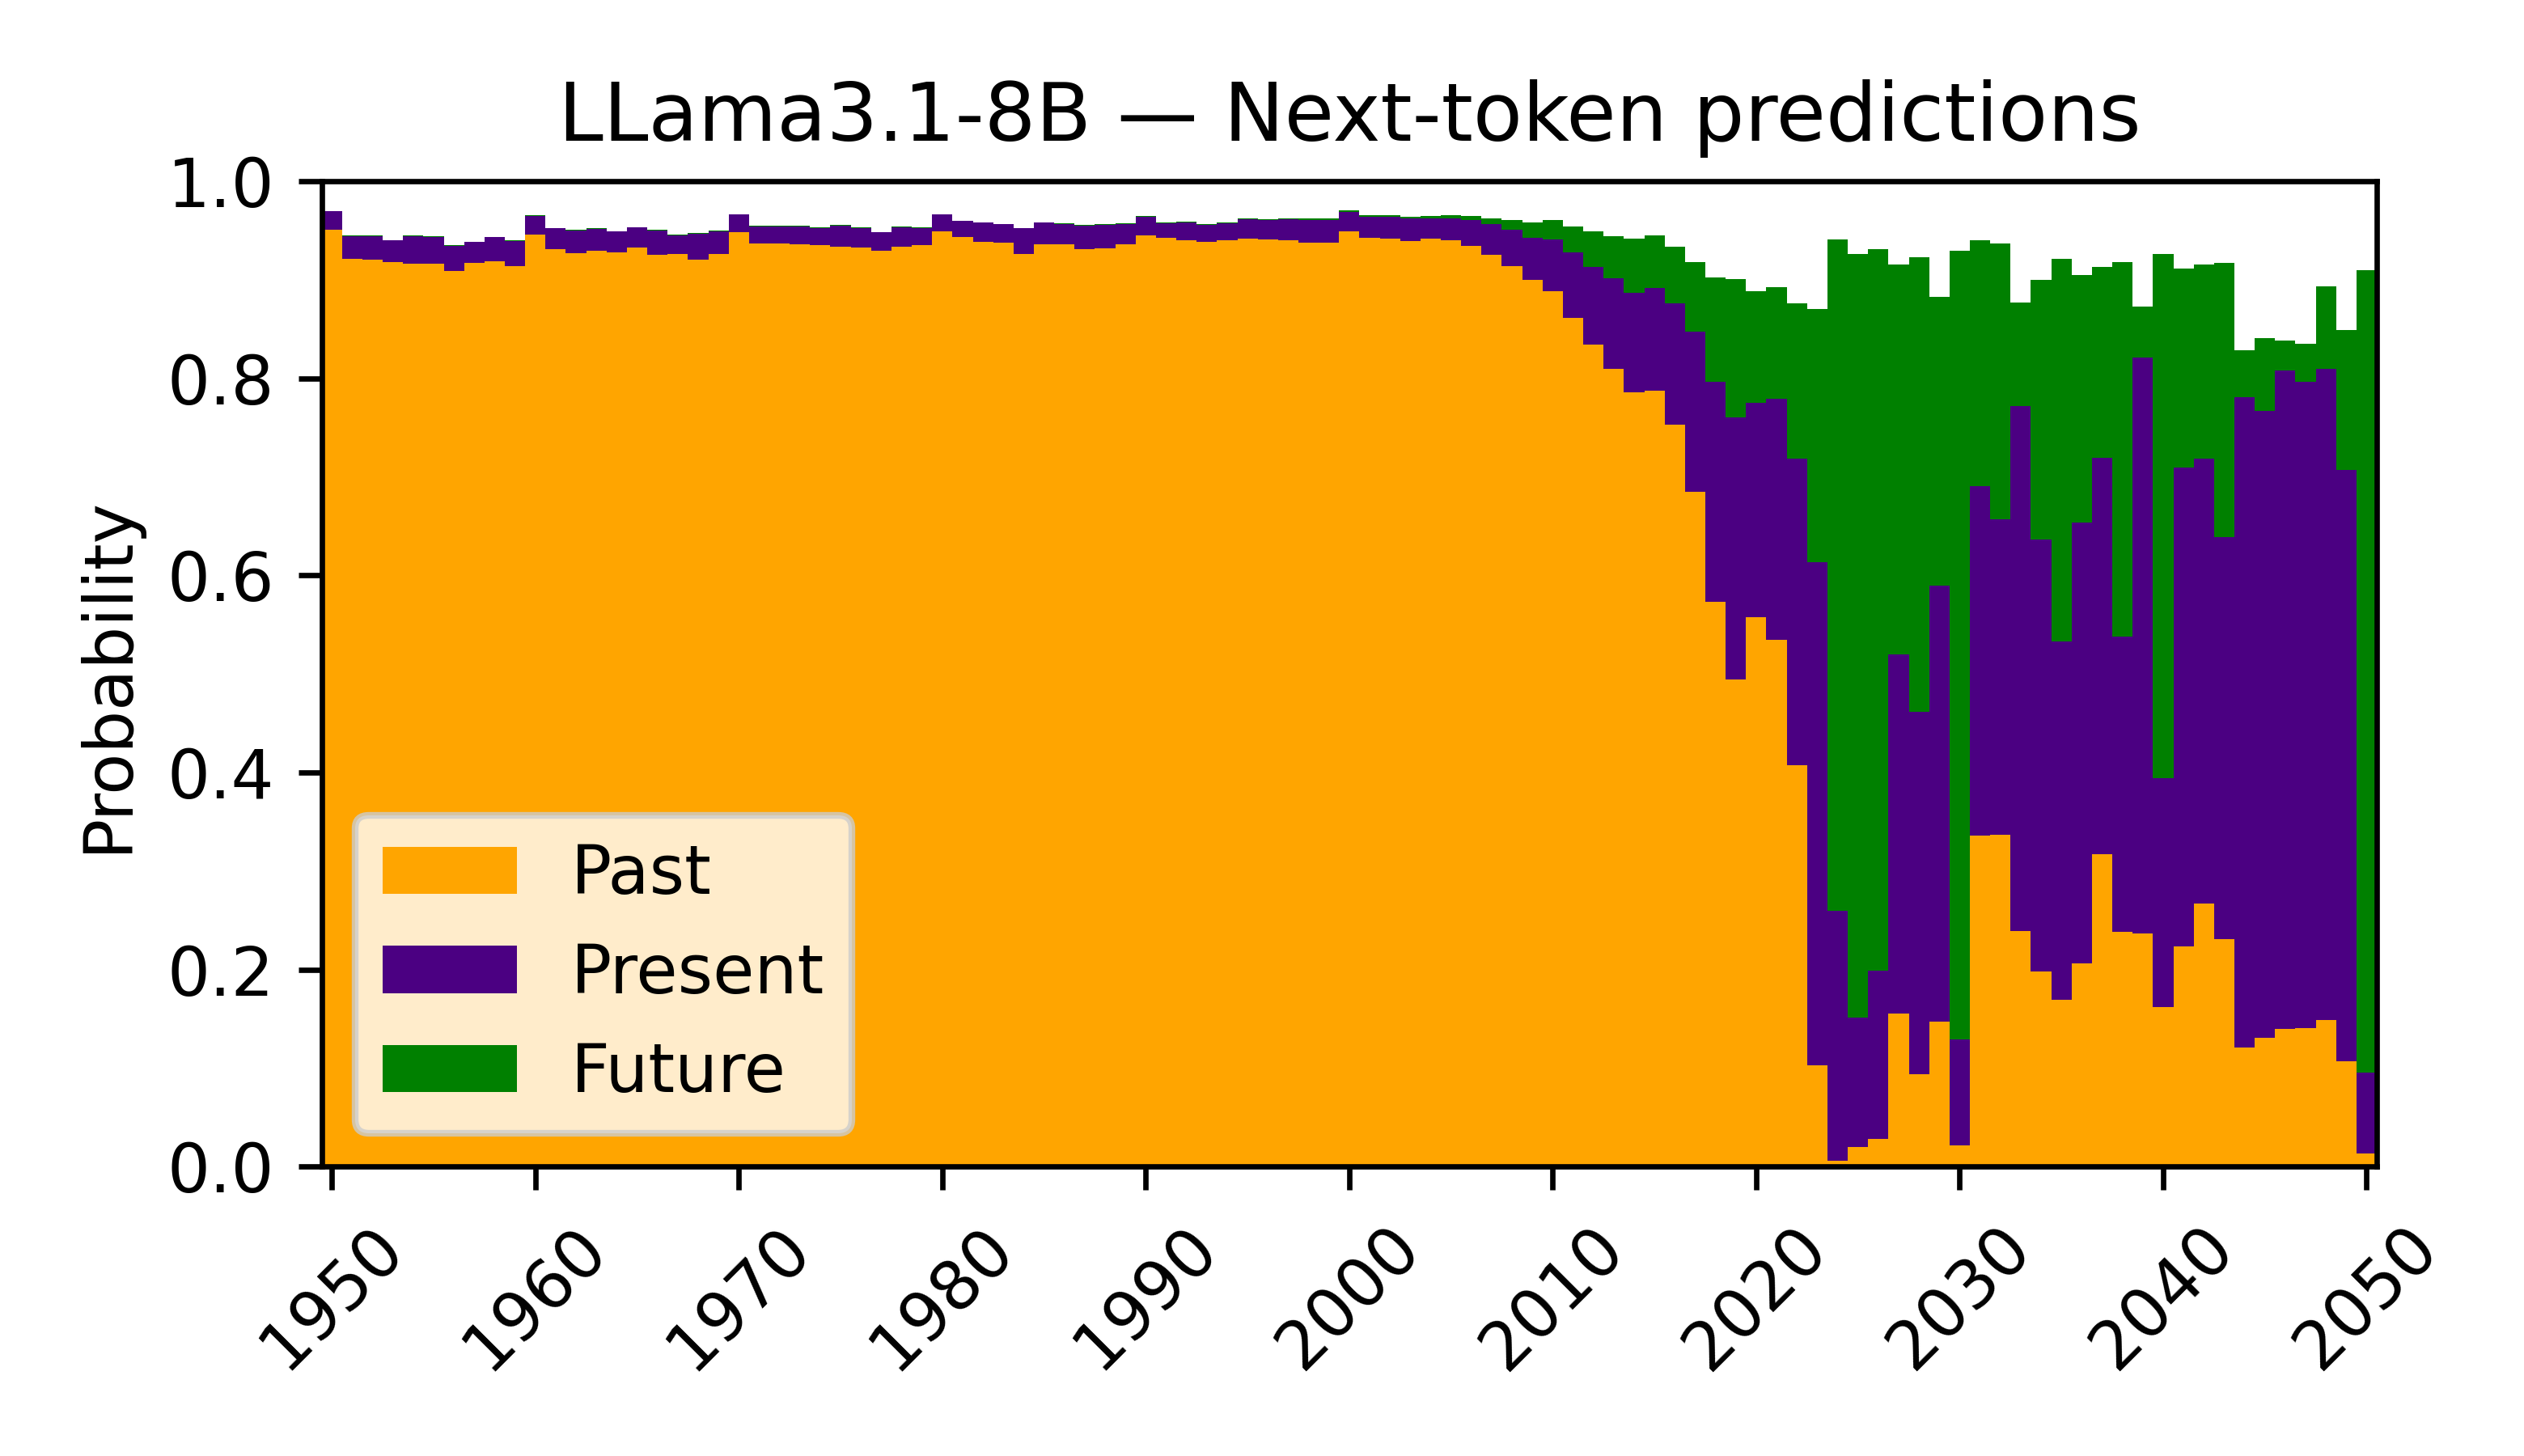 LLama3.1-8B — Next-token predictions
Probability
1.0
0.8
0.6
0.4
0.2
0.0
Past
Present
Future
1950 1960 1970 1980 1990 2000 2010 2020 2030 2040 2050